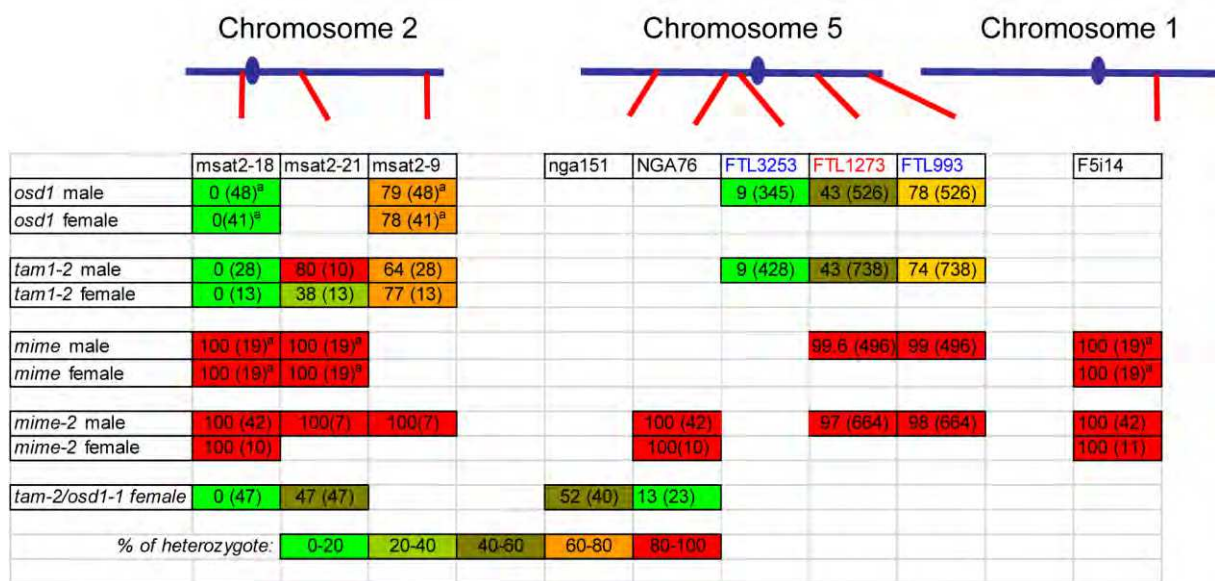 Chromosome 2 Chromosome 5 Chromosome 1
msat2-18 msat2-21 msat2-9 nga151 NGA76 FTL3253 FTL1273 FTL993 F5i14
osd1 male 0 (48)a 79 (48)a 9 (345) 43 (526) 78 (526)
osd1 female 0(41)a 78 (41)a
tam1-2 male 0 (28) 80 (10) 64 (28) 9 (428) 43 (738) 74 (738)
tam1-2 female 0 (13) 38 (13) 77 (13)
mime male 100 (19)a 100 (19)a 99.6 (496) 99 (496) 100 (19)a
mime female 100 (19)a 100 (19)a 100 (19)a
mime-2 male 100 (42) 100(7) 100(7) 100 (42) 97 (664) 98 (664) 100 (42)
mime-2 female 100 (10) 100(10) 100 (11)
tam-2/osd1-1 female 0 (47) 47 (47) 52 (40) 13 (23)
% of heterozygote: 0-20 20-40 40-60 60-80 80-100